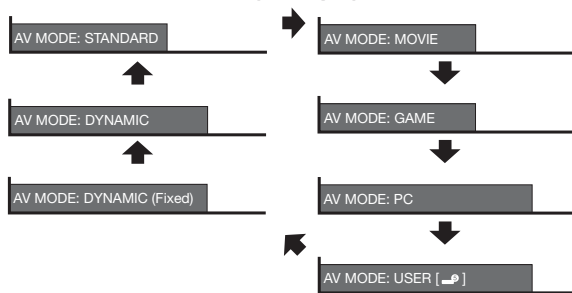 AV MODE: STANDARD
AV MODE: MOVIE
AV MODE: DYNAMIC
AV MODE: GAME
AV MODE: DYNAMIC (Fixed)
AV MODE: PC
AV MODE: USER [ ]